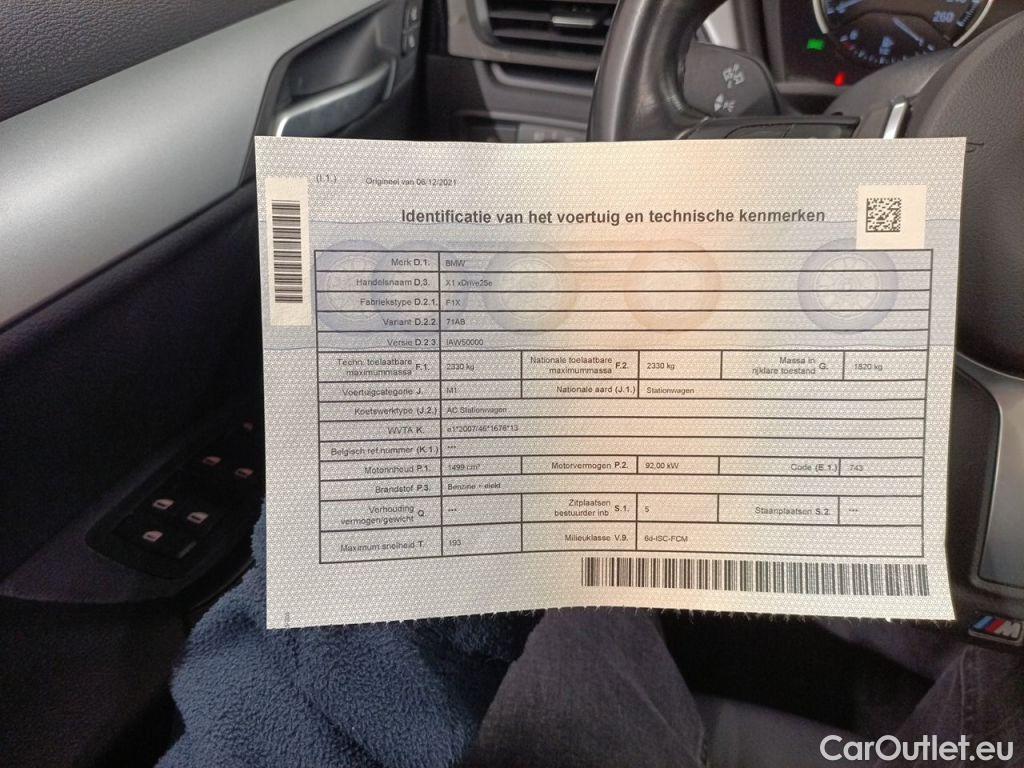 260
(I.1.) Origineel van 06/12/2021
Identificatie van het voertuig en technische kenmerken
Merk D.1. BMW
Handelsnaam D.3. X1 xDrive25e
Fabriekstype D.2.1. F1X
Variant D.2.2. 71AB
Versie D.2.3. IAW50000
Techn. toelaatbare maximummassa F.1. 2330 kg Nationale toelaatbare maximummassa F.2. 2330 kg Massa in rijklare toestand G. 1820 kg
Voertuigcategorie J. M1 Nationale aard (J.1.) Stationwagen
Koetswerktype (J.2.) AC Stationwagen
WVTA K. e1*2007/46*1676*13
Belgisch ref.nummer (K.1.) ***
Motorinhoud P.1. 1499 cm³ Motorvermogen P.2. 92,00 kW Code (E.1.) 743
Brandstof P.3. Benzine + elekt
Verhouding vermogen/gewicht Q. *** Zitplaatsen bestuurder inb. S.1. 5 Staanplaatsen S.2. ***
Maximum snelheid T. 193 Milieuklasse V.9. 6d-ISC-FCM
M
CarOutlet.eu